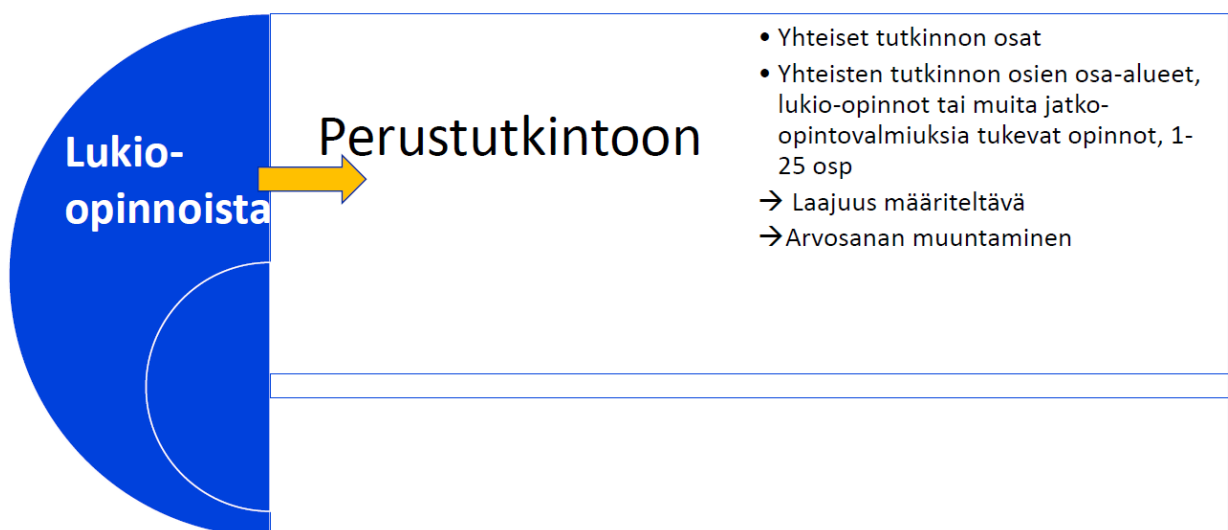 Lukio-
opinnoista
Perustutkintoon
• Yhteiset tutkinnon osat
• Yhteisten tutkinnon osien osa-alueet,
lukio-opinnot tai muita jatko-
opintovalmiuksia tukevat opinnot, 1-
25 osp
→ Laajuus määriteltävä
→Arvosanan muuntaminen